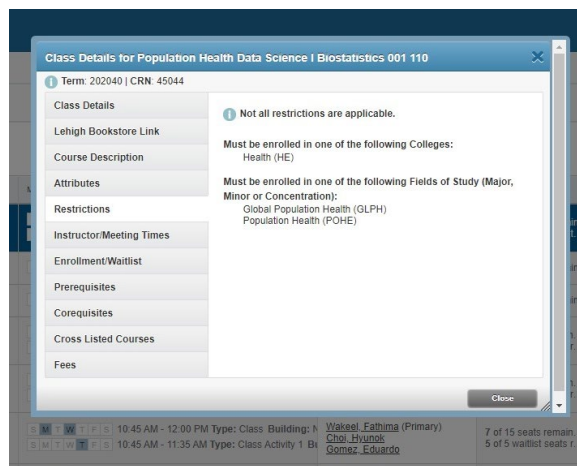 Class Details for Population Health Data Science I Biostatistics 001 110
Term: 202040 | CRN: 45044
Class Details
Lehigh Bookstore Link
Course Description
Attributes
Restrictions
Instructor/Meeting Times
Enrollment/Waitlist
Prerequisites
Corequisites
Cross Listed Courses
Fees
Not all restrictions are applicable.
Must be enrolled in one of the following Colleges:
Health (HE)
Must be enrolled in one of the following Fields of Study (Major,
Minor or Concentration):
Global Population Health (GLPH)
Population Health (POHE)
Close
S M T W T F S 10:45 AM - 12:00 PM Type: Class Building: Wakeel, Fathima (Primary) 7 of 15 seats remain.
S M T W T F S 10:45 AM - 11:35 AM Type: Class Activity 1 Choi, Hyunok 5 of 5 waitlist seats r.
Gomez, Eduardo